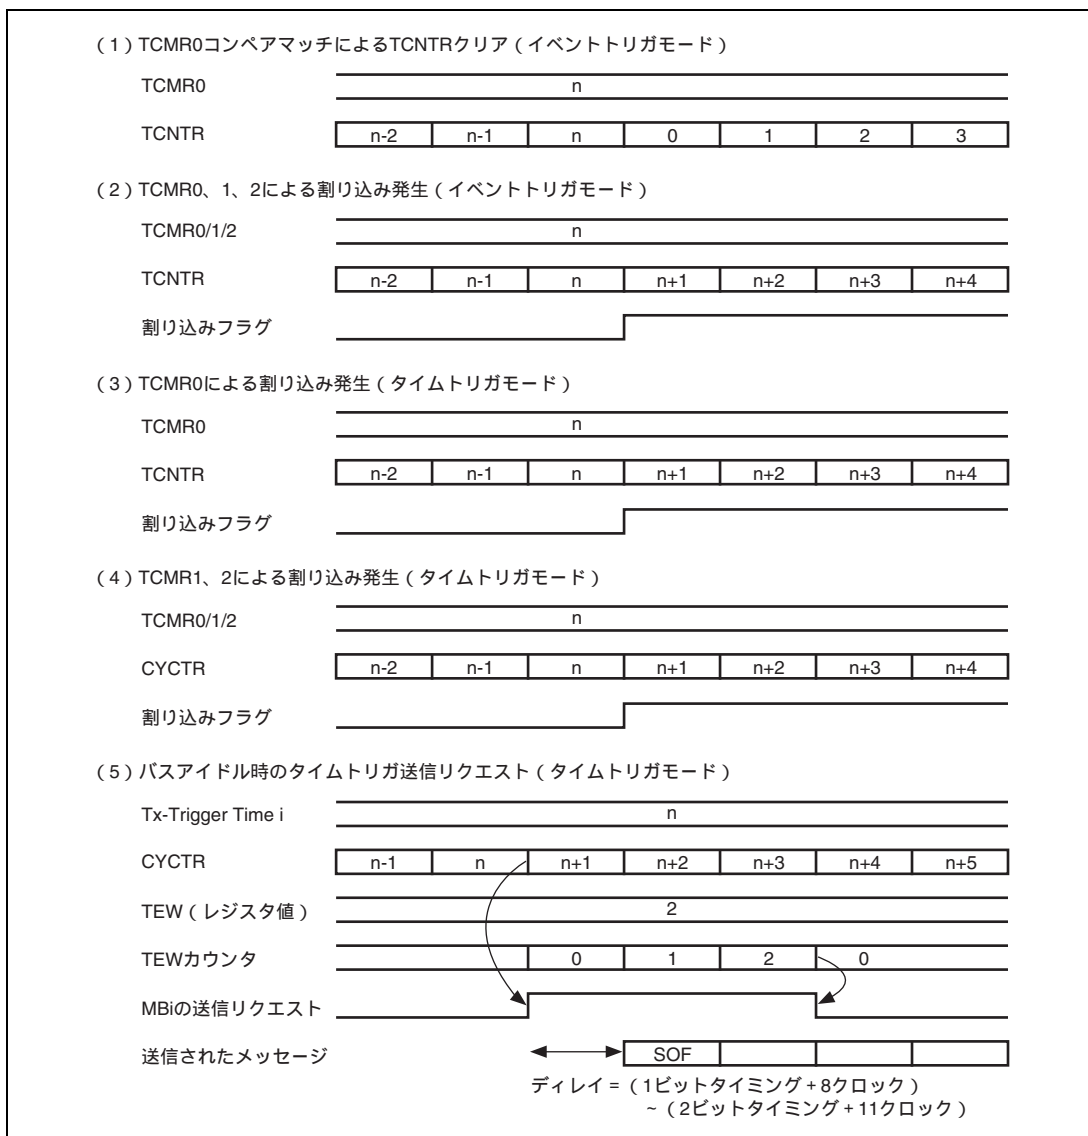 (1)TCMR0コンペアマッチによるTCNTRクリア(イベントトリガモード)
TCMR0 n
TCNTR n-2 n-1 n 0 1 2 3
(2)TCMR0、1、2による割り込み発生(イベントトリガモード)
TCMR0/1/2 n
TCNTR n-2 n-1 n n+1 n+2 n+3 n+4
割り込みフラグ
(3)TCMR0による割り込み発生(タイムトリガモード)
TCMR0 n
TCNTR n-2 n-1 n n+1 n+2 n+3 n+4
割り込みフラグ
(4)TCMR1、2による割り込み発生(タイムトリガモード)
TCMR0/1/2 n
CYCTR n-2 n-1 n n+1 n+2 n+3 n+4
割り込みフラグ
(5)バスアイドル時のタイムトリガ送信リクエスト(タイムトリガモード)
Tx-Trigger Time i n
CYCTR n-1 n n+1 n+2 n+3 n+4 n+5
TEW(レジスタ値) 2
TEWカウンタ 0 1 2 0
MBiの送信リクエスト
送信されたメッセージ SOF
ディレイ=(1ビットタイミング+8クロック)
~(2ビットタイミング+11クロック)